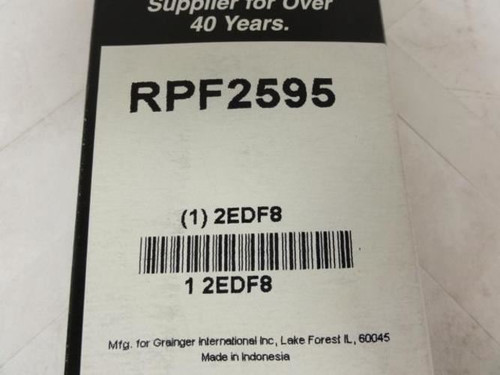 Supplier for Over
40 Years.
RPF2595
(1) 2EDF8
1 2EDF8
Mfg. for Grainger International Inc, Lake Forest IL, 60045
Made in Indonesia